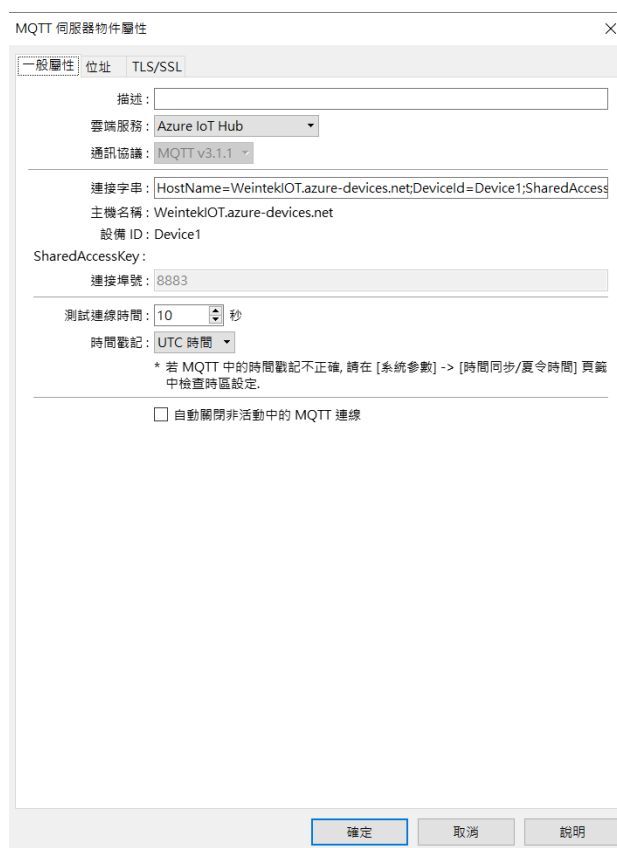 MQTT 伺服器物件屬性
一般屬性 位址 TLS/SSL
描述 :
雲端服務 : Azure IoT Hub
通訊協議 : MQTT v3.1.1
連接字串 : HostName=WeintekIOT.azure-devices.net;DeviceId=Device1;SharedAccess
主機名稱 : WeintekIOT.azure-devices.net
設備 ID : Device1
SharedAccessKey :
連接埠號 : 8883
測試連線時間 : 10 秒
時間戳記 : UTC 時間
* 若 MQTT 中的時間戳記不正確, 請在 [系統參數] -> [時間同步/夏令時間] 頁籤
中檢查時區設定.
自動關閉非活動中的 MQTT 連線
確定 取消 說明